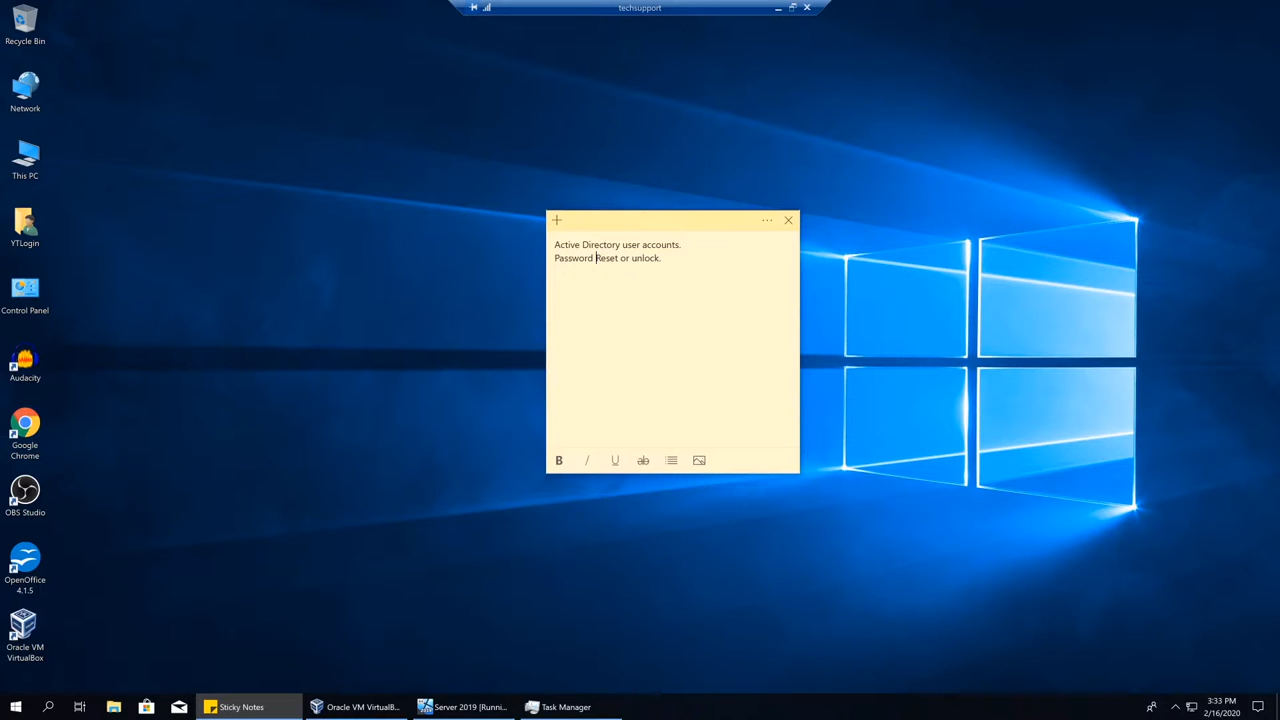 techsupport
Recycle Bin
Network
This PC
YTLogin
Control Panel
Audacity
Google
Chrome
OBS Studio
OpenOffice
4.1.5
Oracle VM
VirtualBox
Active Directory user accounts.
Password Reset or unlock.
B / U ab
Sticky Notes
Oracle VM VirtualB...
Server 2019 [Runni...
Task Manager
3:33 PM
2/16/2020